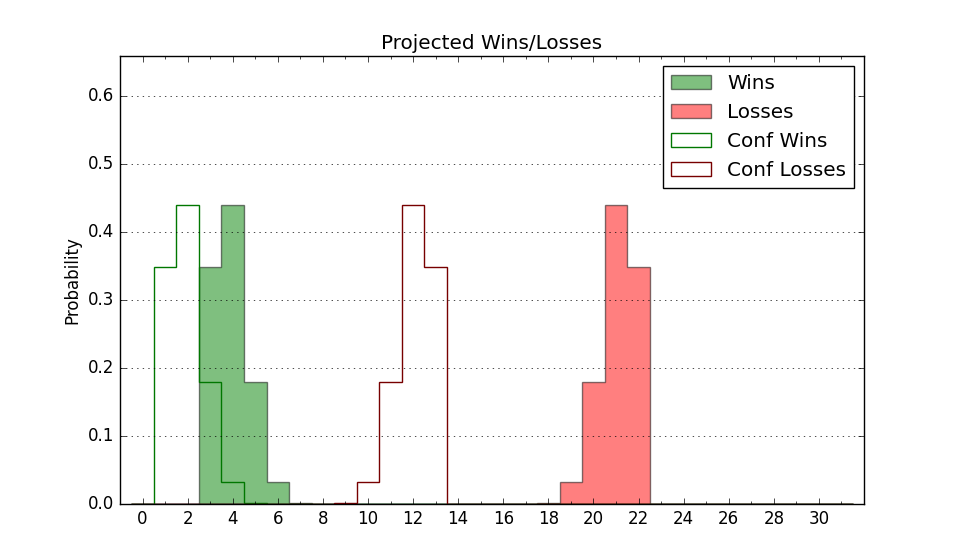 Projected Wins/Losses
Wins
Losses
Conf Wins
Conf Losses
Probability
0.6
0.5
0.4
0.3
0.2
0.1
0.0
0 2 4 6 8 10 12 14 16 18 20 22 24 26 28 30